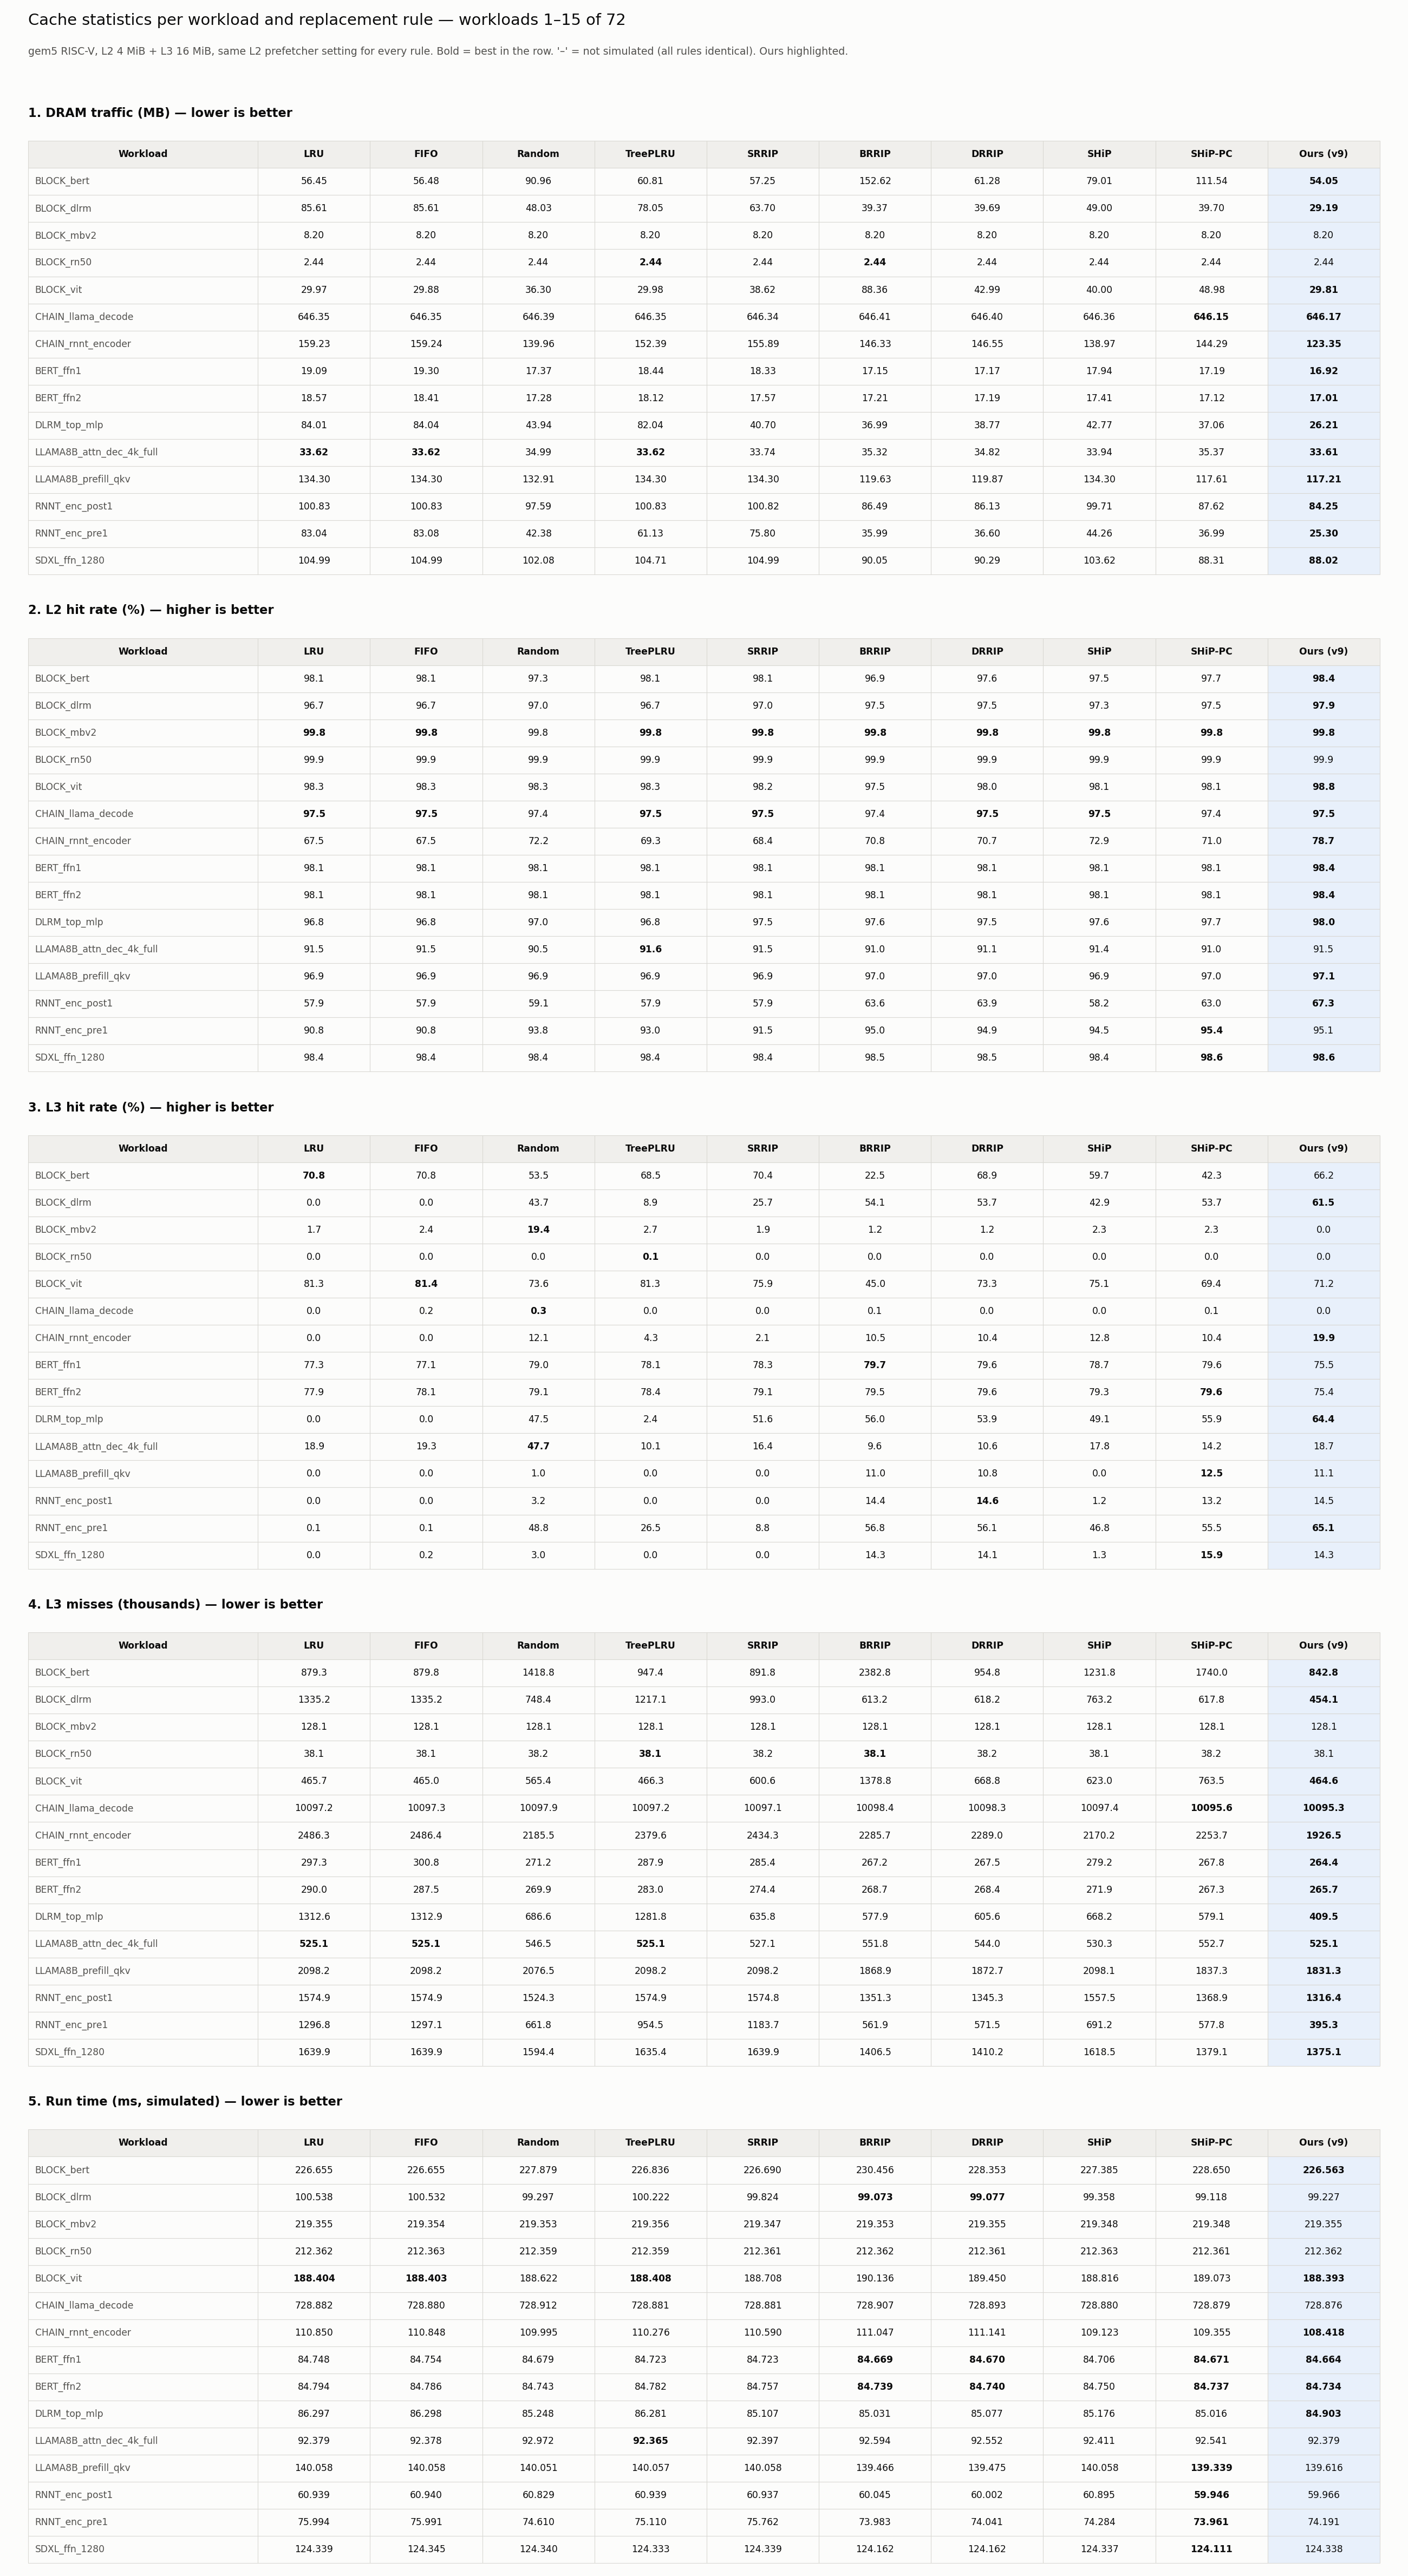 Cache statistics per workload and replacement rule — workloads 1–15 of 72
gem5 RISC-V, L2 4 MiB + L3 16 MiB, same L2 prefetcher setting for every rule. Bold = best in the row. '–' = not simulated (all rules identical). Ours highlighted.
1. DRAM traffic (MB) — lower is better
Workload LRU FIFO Random TreePLRU SRRIP BRRIP DRRIP SHiP SHiP-PC Ours (v9)
BLOCK_bert 56.45 56.48 90.96 60.81 57.25 152.62 61.28 79.01 111.54 54.05
BLOCK_dlrm 85.61 85.61 48.03 78.05 63.70 39.37 39.69 49.00 39.70 29.19
BLOCK_mbv2 8.20 8.20 8.20 8.20 8.20 8.20 8.20 8.20 8.20 8.20
BLOCK_rn50 2.44 2.44 2.44 2.44 2.44 2.44 2.44 2.44 2.44 2.44
BLOCK_vit 29.97 29.88 36.30 29.98 38.62 88.36 42.99 40.00 48.98 29.81
CHAIN_llama_decode 646.35 646.35 646.39 646.35 646.34 646.41 646.40 646.36 646.15 646.17
CHAIN_rnnt_encoder 159.23 159.24 139.96 152.39 155.89 146.33 146.55 138.97 144.29 123.35
BERT_ffn1 19.09 19.30 17.37 18.44 18.33 17.15 17.17 17.94 17.19 16.92
BERT_ffn2 18.57 18.41 17.28 18.12 17.57 17.21 17.19 17.41 17.12 17.01
DLRM_top_mlp 84.01 84.04 43.94 82.04 40.70 36.99 38.77 42.77 37.06 26.21
LLAMA8B_attn_dec_4k_full 33.62 33.62 34.99 33.62 33.74 35.32 34.82 33.94 35.37 33.61
LLAMA8B_prefill_qkv 134.30 134.30 132.91 134.30 134.30 119.63 119.87 134.30 117.61 117.21
RNNT_enc_post1 100.83 100.83 97.59 100.83 100.82 86.49 86.13 99.71 87.62 84.25
RNNT_enc_pre1 83.04 83.08 42.38 61.13 75.80 35.99 36.60 44.26 36.99 25.30
SDXL_ffn_1280 104.99 104.99 102.08 104.71 104.99 90.05 90.29 103.62 88.31 88.02
2. L2 hit rate (%) — higher is better
Workload LRU FIFO Random TreePLRU SRRIP BRRIP DRRIP SHiP SHiP-PC Ours (v9)
BLOCK_bert 98.1 98.1 97.3 98.1 98.1 96.9 97.6 97.5 97.7 98.4
BLOCK_dlrm 96.7 96.7 97.0 96.7 97.0 97.5 97.5 97.3 97.5 97.9
BLOCK_mbv2 99.8 99.8 99.8 99.8 99.8 99.8 99.8 99.8 99.8 99.8
BLOCK_rn50 99.9 99.9 99.9 99.9 99.9 99.9 99.9 99.9 99.9 99.9
BLOCK_vit 98.3 98.3 98.3 98.3 98.2 97.5 98.0 98.1 98.1 98.8
CHAIN_llama_decode 97.5 97.5 97.4 97.5 97.5 97.4 97.5 97.5 97.4 97.5
CHAIN_rnnt_encoder 67.5 67.5 72.2 69.3 68.4 70.8 70.7 72.9 71.0 78.7
BERT_ffn1 98.1 98.1 98.1 98.1 98.1 98.1 98.1 98.1 98.1 98.4
BERT_ffn2 98.1 98.1 98.1 98.1 98.1 98.1 98.1 98.1 98.1 98.4
DLRM_top_mlp 96.8 96.8 97.0 96.8 97.5 97.6 97.5 97.6 97.7 98.0
LLAMA8B_attn_dec_4k_full 91.5 91.5 90.5 91.6 91.5 91.0 91.1 91.4 91.0 91.5
LLAMA8B_prefill_qkv 96.9 96.9 96.9 96.9 96.9 97.0 97.0 96.9 97.0 97.1
RNNT_enc_post1 57.9 57.9 59.1 57.9 57.9 63.6 63.9 58.2 63.0 67.3
RNNT_enc_pre1 90.8 90.8 93.8 93.0 91.5 95.0 94.9 94.5 95.4 95.1
SDXL_ffn_1280 98.4 98.4 98.4 98.4 98.4 98.5 98.5 98.4 98.6 98.6
3. L3 hit rate (%) — higher is better
Workload LRU FIFO Random TreePLRU SRRIP BRRIP DRRIP SHiP SHiP-PC Ours (v9)
BLOCK_bert 70.8 70.8 53.5 68.5 70.4 22.5 68.9 59.7 42.3 66.2
BLOCK_dlrm 0.0 0.0 43.7 8.9 25.7 54.1 53.7 42.9 53.7 61.5
BLOCK_mbv2 1.7 2.4 19.4 2.7 1.9 1.2 1.2 2.3 2.3 0.0
BLOCK_rn50 0.0 0.0 0.0 0.1 0.0 0.0 0.0 0.0 0.0 0.0
BLOCK_vit 81.3 81.4 73.6 81.3 75.9 45.0 73.3 75.1 69.4 71.2
CHAIN_llama_decode 0.0 0.2 0.3 0.0 0.0 0.1 0.0 0.0 0.1 0.0
CHAIN_rnnt_encoder 0.0 0.0 12.1 4.3 2.1 10.5 10.4 12.8 10.4 19.9
BERT_ffn1 77.3 77.1 79.0 78.1 78.3 79.7 79.6 78.7 79.6 75.5
BERT_ffn2 77.9 78.1 79.1 78.4 79.1 79.5 79.6 79.3 79.6 75.4
DLRM_top_mlp 0.0 0.0 47.5 2.4 51.6 56.0 53.9 49.1 55.9 64.4
LLAMA8B_attn_dec_4k_full 18.9 19.3 47.7 10.1 16.4 9.6 10.6 17.8 14.2 18.7
LLAMA8B_prefill_qkv 0.0 0.0 1.0 0.0 0.0 11.0 10.8 0.0 12.5 11.1
RNNT_enc_post1 0.0 0.0 3.2 0.0 0.0 14.4 14.6 1.2 13.2 14.5
RNNT_enc_pre1 0.1 0.1 48.8 26.5 8.8 56.8 56.1 46.8 55.5 65.1
SDXL_ffn_1280 0.0 0.2 3.0 0.0 0.0 14.3 14.1 1.3 15.9 14.3
4. L3 misses (thousands) — lower is better
Workload LRU FIFO Random TreePLRU SRRIP BRRIP DRRIP SHiP SHiP-PC Ours (v9)
BLOCK_bert 879.3 879.8 1418.8 947.4 891.8 2382.8 954.8 1231.8 1740.0 842.8
BLOCK_dlrm 1335.2 1335.2 748.4 1217.1 993.0 613.2 618.2 763.2 617.8 454.1
BLOCK_mbv2 128.1 128.1 128.1 128.1 128.1 128.1 128.1 128.1 128.1 128.1
BLOCK_rn50 38.1 38.1 38.2 38.1 38.2 38.1 38.2 38.1 38.2 38.1
BLOCK_vit 465.7 465.0 565.4 466.3 600.6 1378.8 668.8 623.0 763.5 464.6
CHAIN_llama_decode 10097.2 10097.3 10097.9 10097.2 10097.1 10098.4 10098.3 10097.4 10095.6 10095.3
CHAIN_rnnt_encoder 2486.3 2486.4 2185.5 2379.6 2434.3 2285.7 2289.0 2170.2 2253.7 1926.5
BERT_ffn1 297.3 300.8 271.2 287.9 285.4 267.2 267.5 279.2 267.8 264.4
BERT_ffn2 290.0 287.5 269.9 283.0 274.4 268.7 268.4 271.9 267.3 265.7
DLRM_top_mlp 1312.6 1312.9 686.6 1281.8 635.8 577.9 605.6 668.2 579.1 409.5
LLAMA8B_attn_dec_4k_full 525.1 525.1 546.5 525.1 527.1 551.8 544.0 530.3 552.7 525.1
LLAMA8B_prefill_qkv 2098.2 2098.2 2076.5 2098.2 2098.2 1868.9 1872.7 2098.1 1837.3 1831.3
RNNT_enc_post1 1574.9 1574.9 1524.3 1574.9 1574.8 1351.3 1345.3 1557.5 1368.9 1316.4
RNNT_enc_pre1 1296.8 1297.1 661.8 954.5 1183.7 561.9 571.5 691.2 577.8 395.3
SDXL_ffn_1280 1639.9 1639.9 1594.4 1635.4 1639.9 1406.5 1410.2 1618.5 1379.1 1375.1
5. Run time (ms, simulated) — lower is better
Workload LRU FIFO Random TreePLRU SRRIP BRRIP DRRIP SHiP SHiP-PC Ours (v9)
BLOCK_bert 226.655 226.655 227.879 226.836 226.690 230.456 228.353 227.385 228.650 226.563
BLOCK_dlrm 100.538 100.532 99.297 100.222 99.824 99.073 99.077 99.358 99.118 99.227
BLOCK_mbv2 219.355 219.354 219.353 219.356 219.347 219.353 219.355 219.348 219.348 219.355
BLOCK_rn50 212.362 212.363 212.359 212.359 212.361 212.362 212.361 212.363 212.361 212.362
BLOCK_vit 188.404 188.403 188.622 188.408 188.708 190.136 189.450 188.816 189.073 188.393
CHAIN_llama_decode 728.882 728.880 728.912 728.881 728.881 728.907 728.893 728.880 728.879 728.876
CHAIN_rnnt_encoder 110.850 110.848 109.995 110.276 110.590 111.047 111.141 109.123 109.355 108.418
BERT_ffn1 84.748 84.754 84.679 84.723 84.723 84.669 84.670 84.706 84.671 84.664
BERT_ffn2 84.794 84.786 84.743 84.782 84.757 84.739 84.740 84.750 84.737 84.734
DLRM_top_mlp 86.297 86.298 85.248 86.281 85.107 85.031 85.077 85.176 85.016 84.903
LLAMA8B_attn_dec_4k_full 92.379 92.378 92.972 92.365 92.397 92.594 92.552 92.411 92.541 92.379
LLAMA8B_prefill_qkv 140.058 140.058 140.051 140.057 140.058 139.466 139.475 140.058 139.339 139.616
RNNT_enc_post1 60.939 60.940 60.829 60.939 60.937 60.045 60.002 60.895 59.946 59.966
RNNT_enc_pre1 75.994 75.991 74.610 75.110 75.762 73.983 74.041 74.284 73.961 74.191
SDXL_ffn_1280 124.339 124.345 124.340 124.333 124.339 124.162 124.162 124.337 124.111 124.338